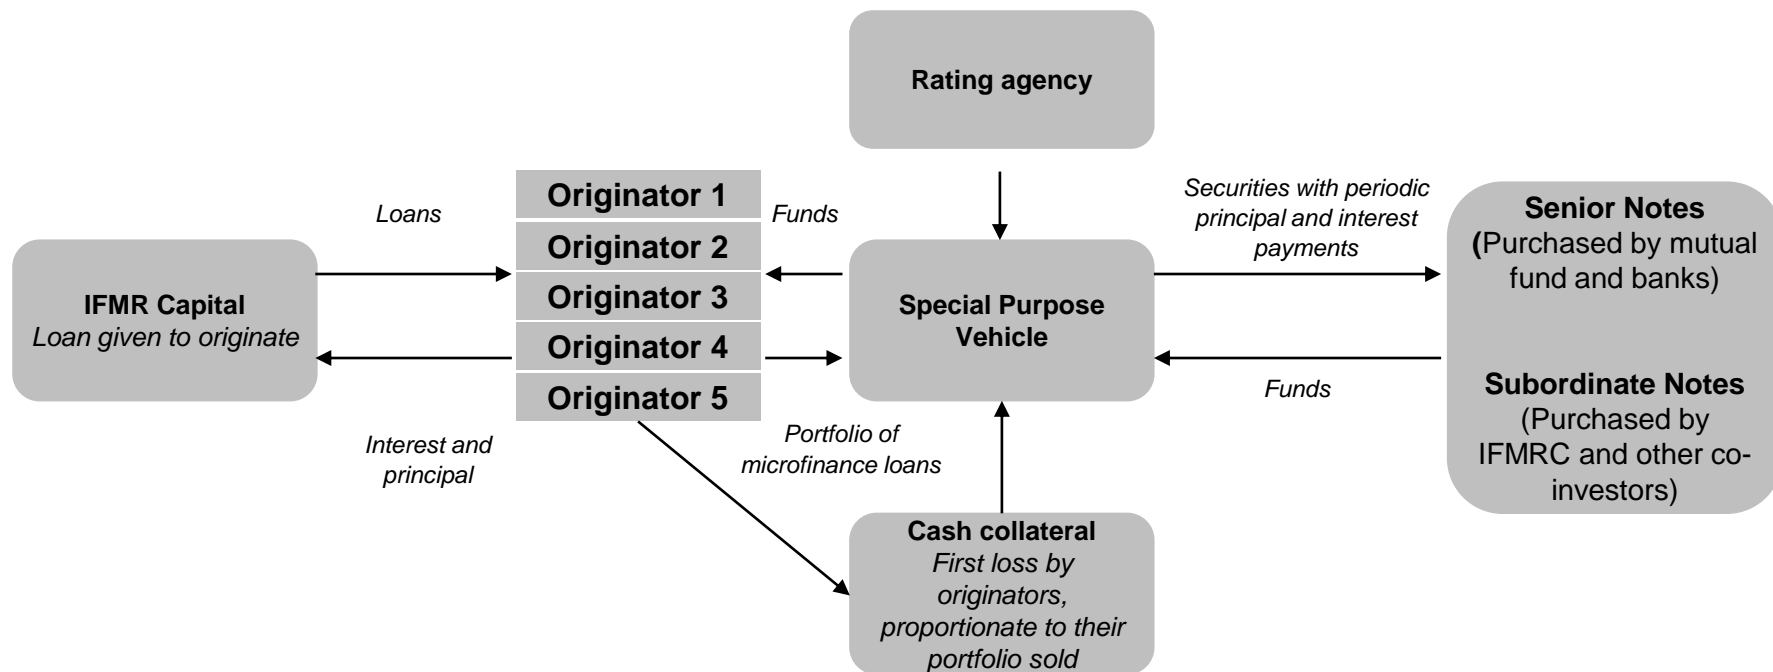 Rating agency
Originator 1
Originator 2
Originator 3
Originator 4
Originator 5
Loans
Funds
Securities with periodic
principal and interest
payments
Senior Notes
(Purchased by mutual
fund and banks)
IFMR Capital
Loan given to originate
Special Purpose
Vehicle
Subordinate Notes
(Purchased by
IFMRC and other co-
investors)
Funds
Interest and
principal
Portfolio of
microfinance loans
Cash collateral
First loss by
originators,
proportionate to their
portfolio sold